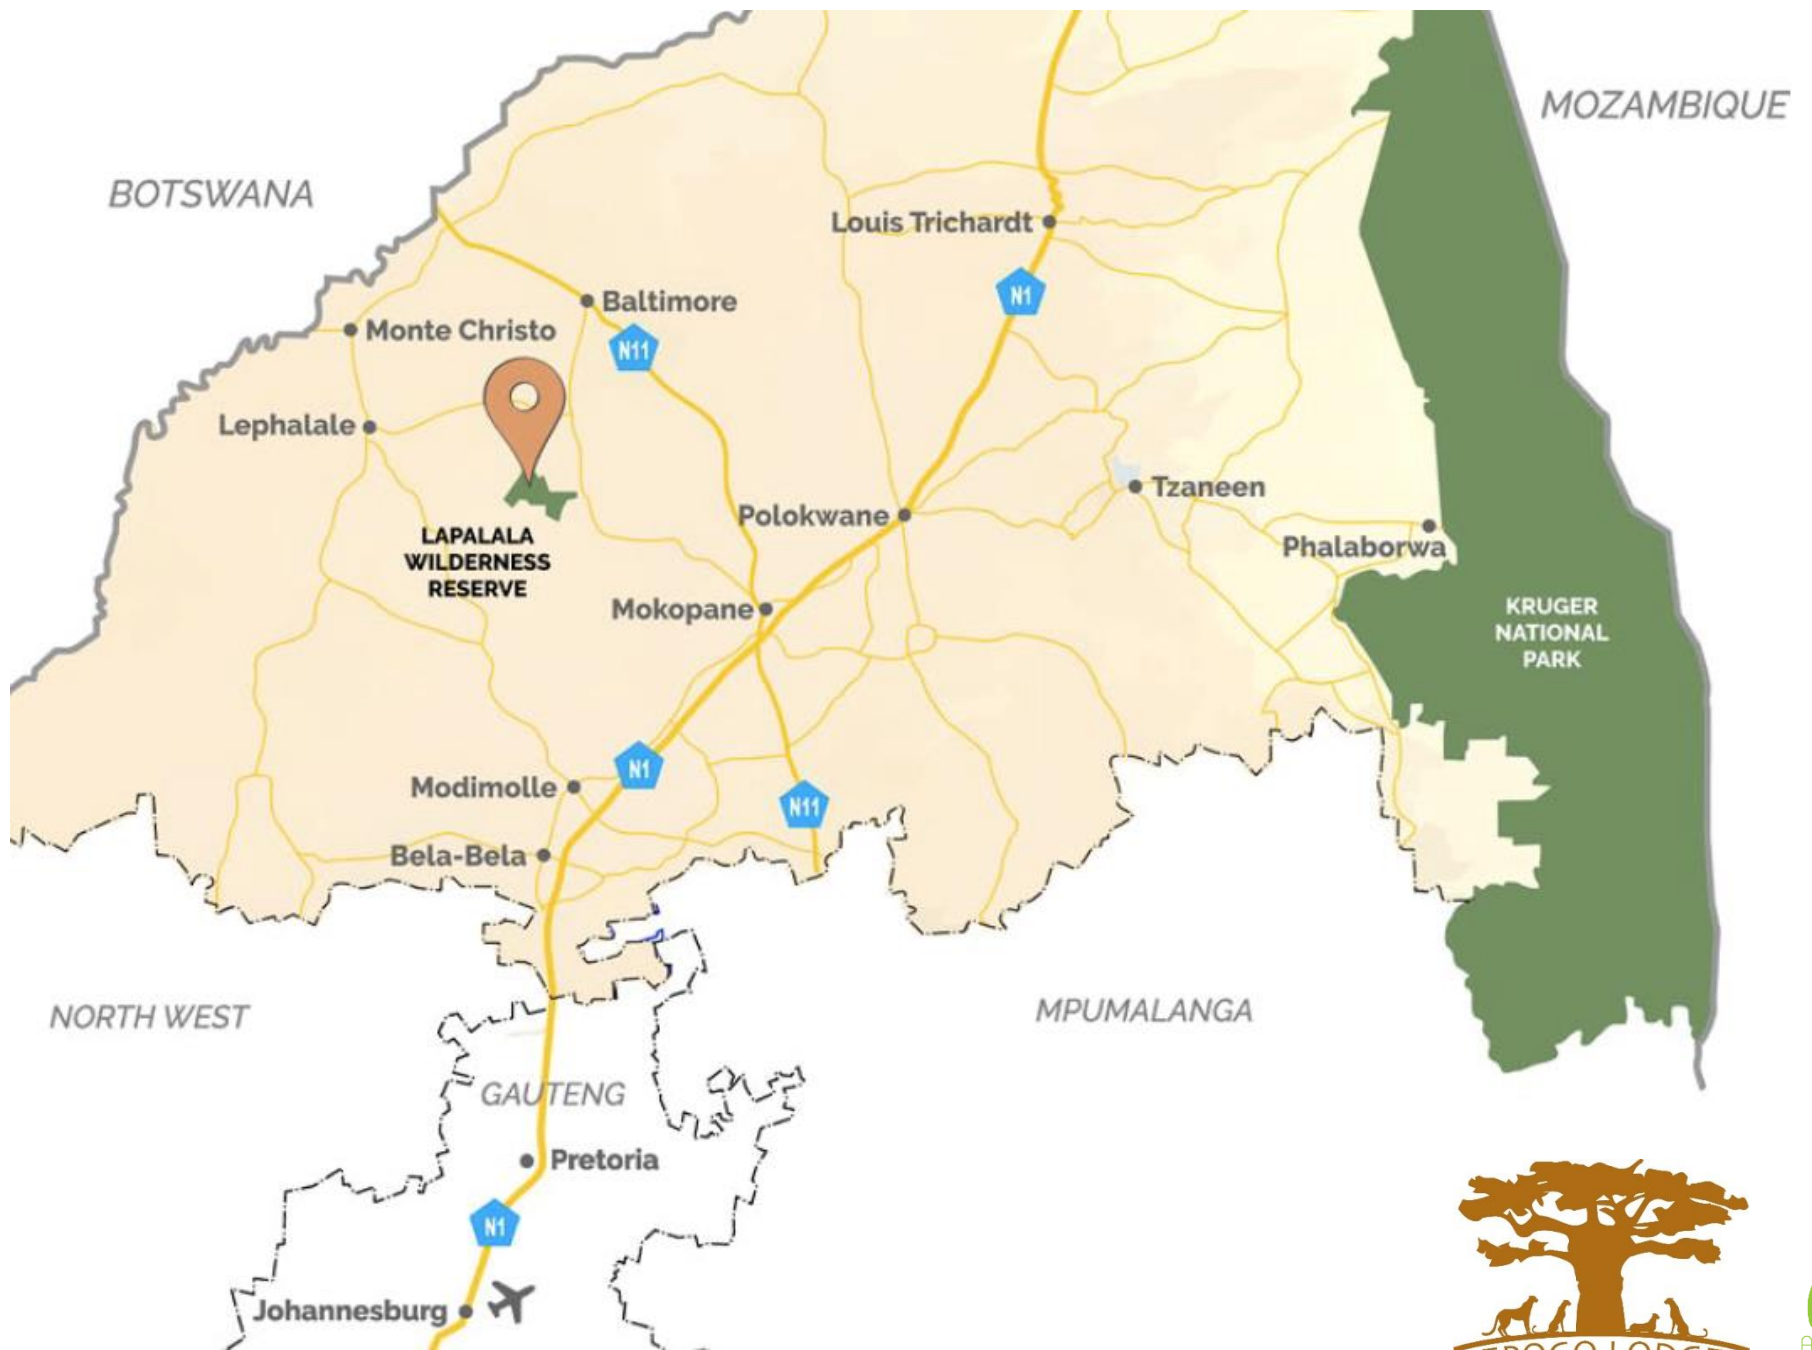 MOZAMBIQUE
BOTSWANA
Louis Trichardt
N1
Baltimore
Monte Christo
N11
Lephalale
Tzaneen
Polokwane
LAPALALA
WILDERNESS
RESERVE
Phalaborwa
Mokopane
KRUGER
NATIONAL
PARK
N1
Modimolle
N11
Bela-Bela
NORTH WEST
MPUMALANGA
GAUTENG
Pretoria
N1
Johannesburg